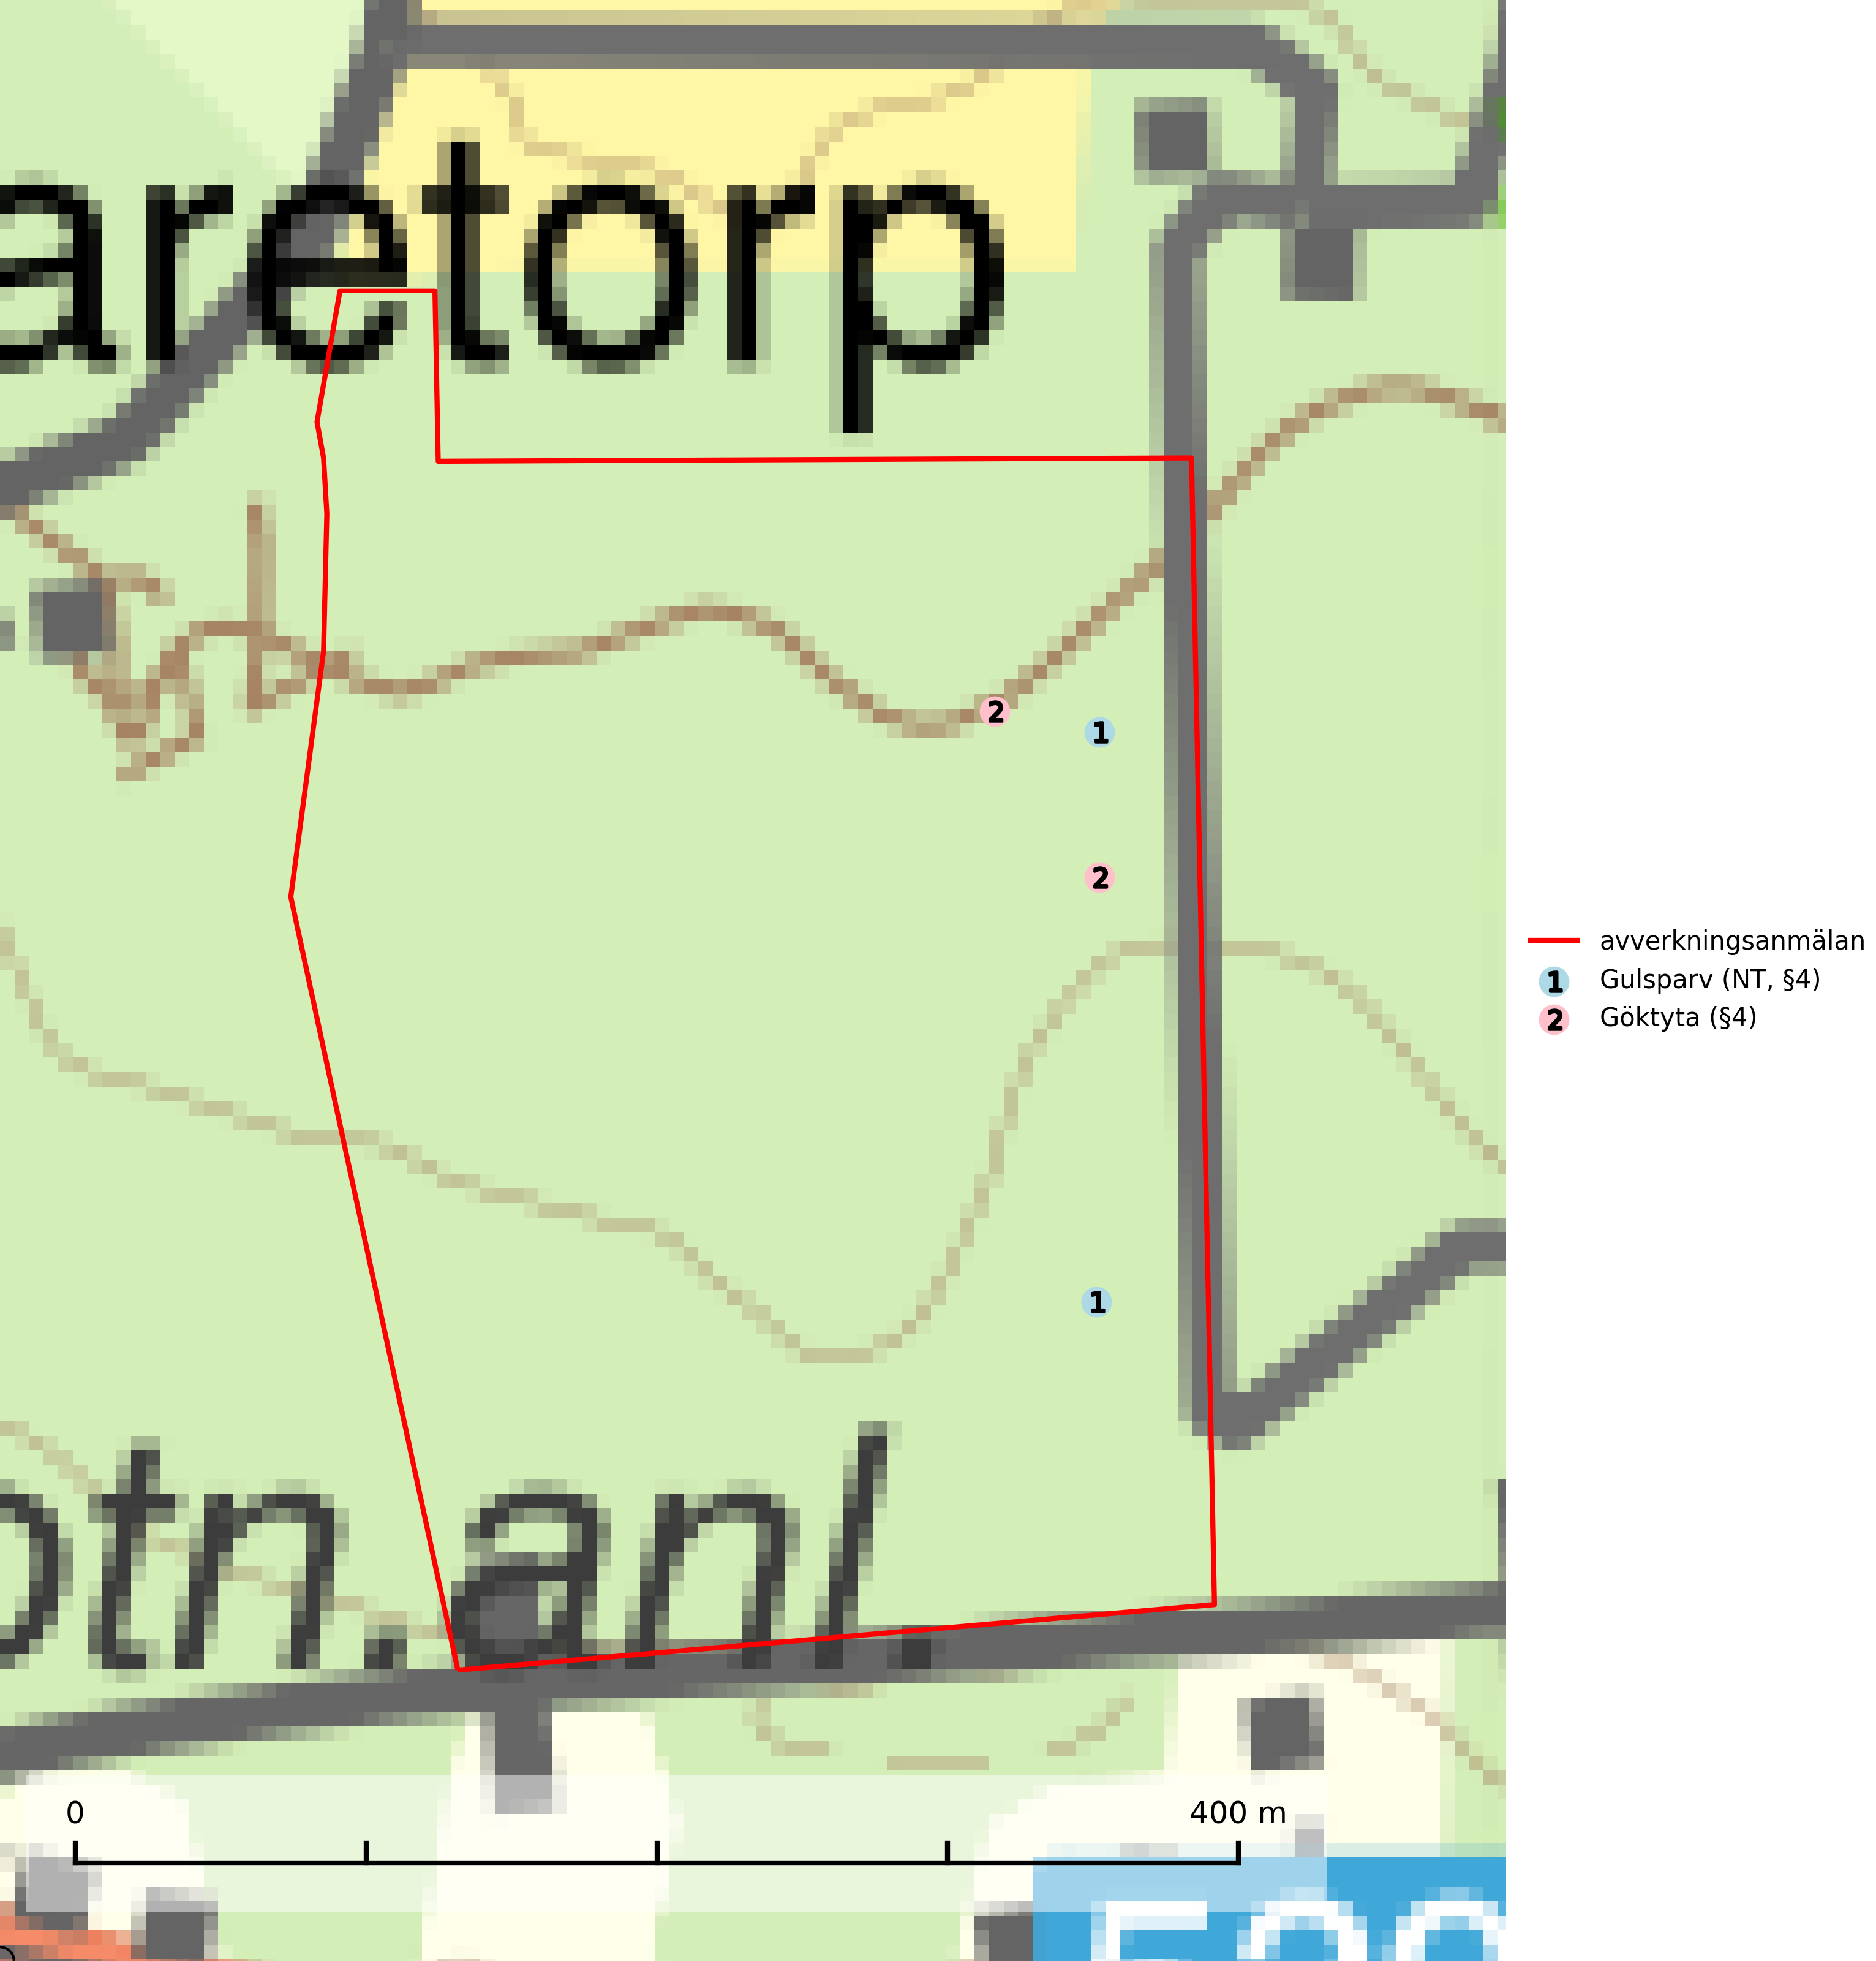 aretorp
2
1
2
1
avverkningsanmälan
1 Gulsparv (NT, §4)
2 Göktyta (§4)
otn. anl.
0 400 m